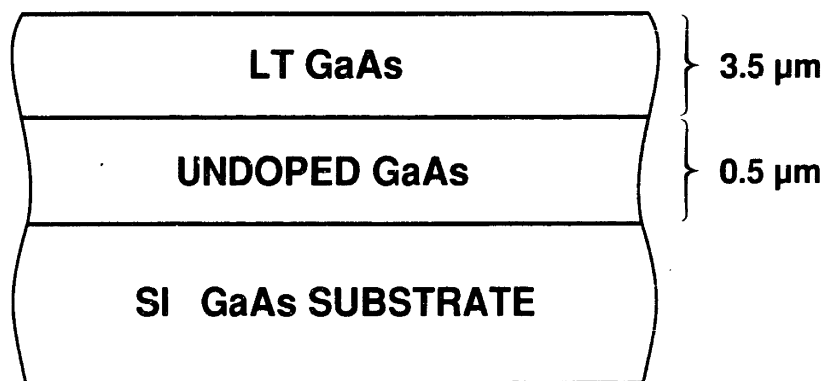 LT GaAs
3.5 µm
UNDOPED GaAs
0.5 µm
SI GaAs SUBSTRATE